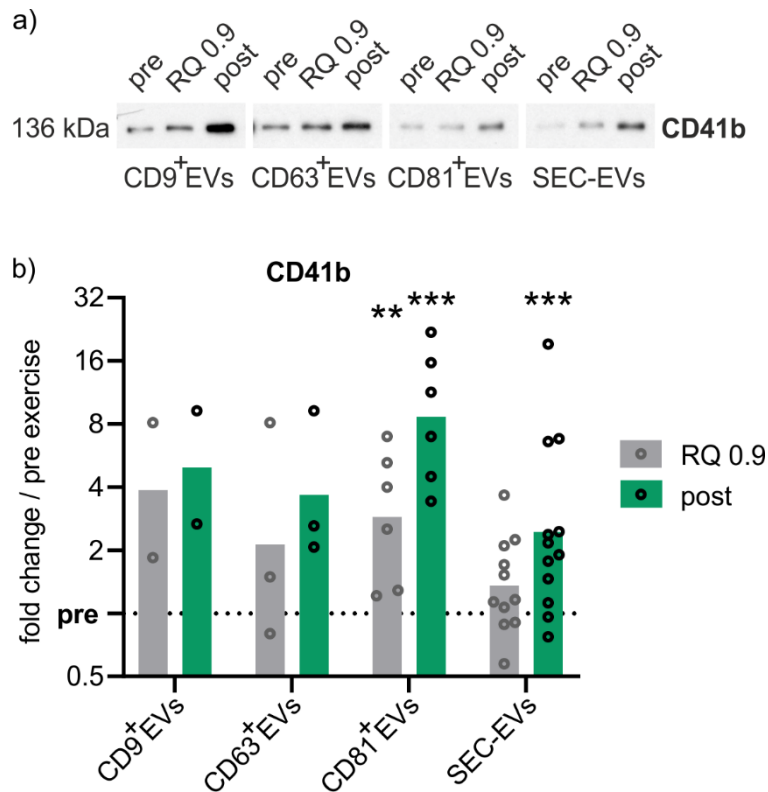 a)
pre RQ 0.9 post pre RQ 0.9 post pre RQ 0.9 post pre RQ 0.9 post
136 kDa CD41b
CD9+EVs CD63+EVs CD81+EVs SEC-EVs
b)
CD41b
32
** *** ***
16
8
4
2
pre
0.5
fold change / pre exercise
RQ 0.9
post
CD9+EVs CD63+EVs CD81+EVs SEC-EVs